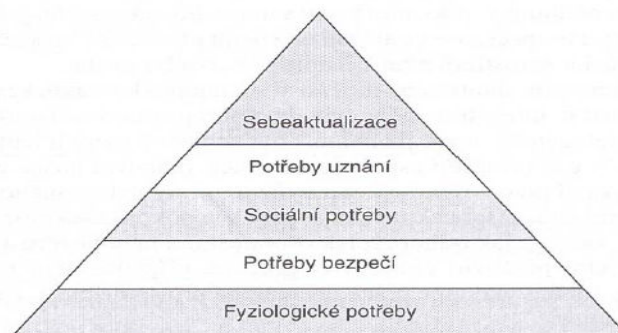 Sebeaktualizace
Potřeby uznání
Sociální potřeby
Potřeby bezpečí
Fyziologické potřeby